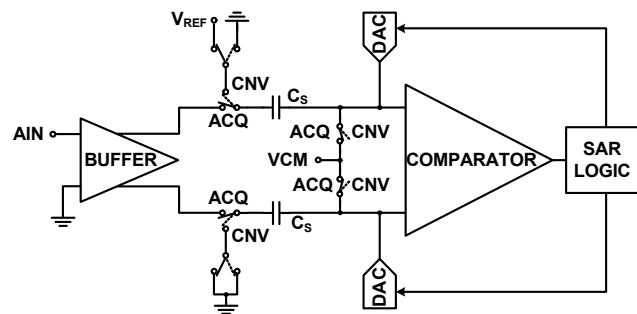 VREF
DAC
CNV
CS
ACQ
ACQ CNV
AIN
BUFFER
VCM
COMPARATOR
SAR
LOGIC
ACQ CNV
ACQ
CS
CNV
DAC